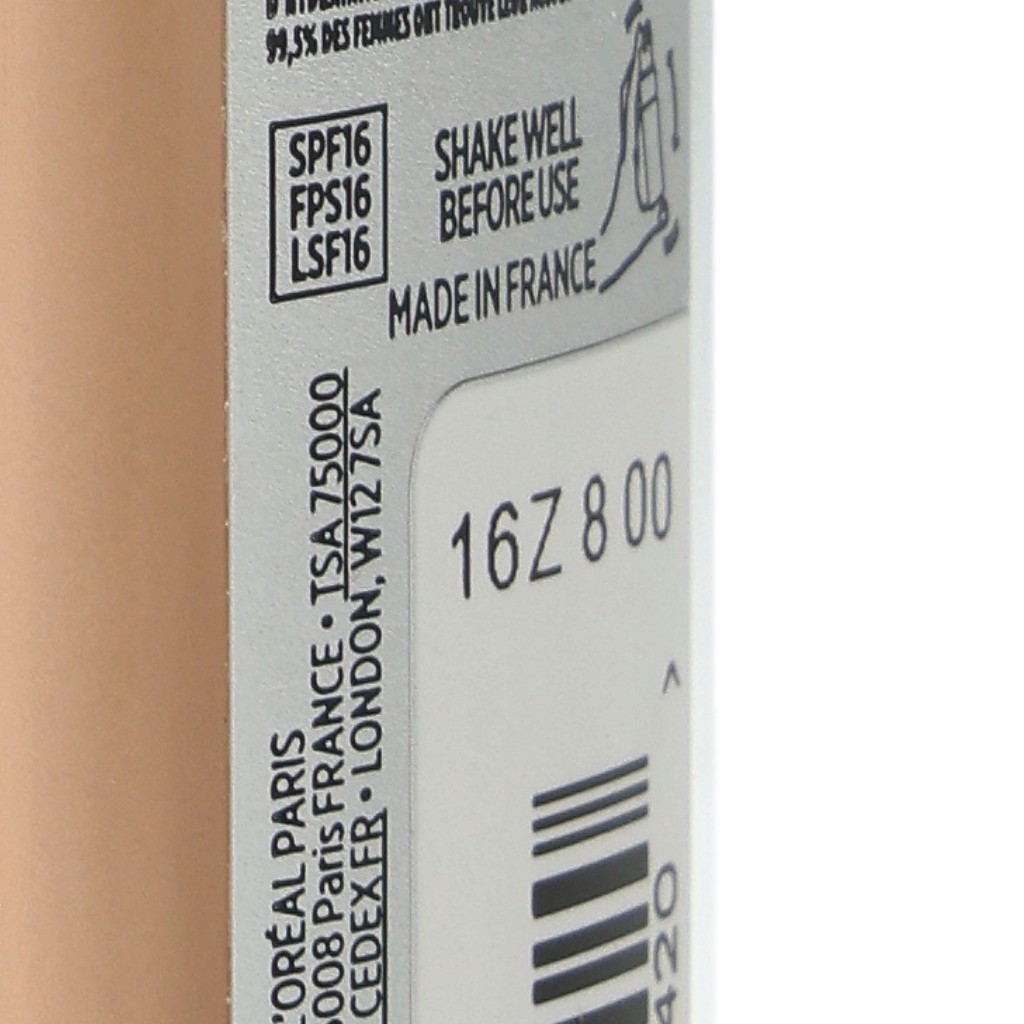 99,5% DES FEMMES ONT TROUVÉ LEUR
SPF16
FPS16
LSF16
SHAKE WELL
BEFORE USE
MADE IN FRANCE
16Z 8 00
>
L'ORÉAL PARIS
008 Paris FRANCE • TSA 75000
CEDEX FR • LONDON, W12 7SA
420